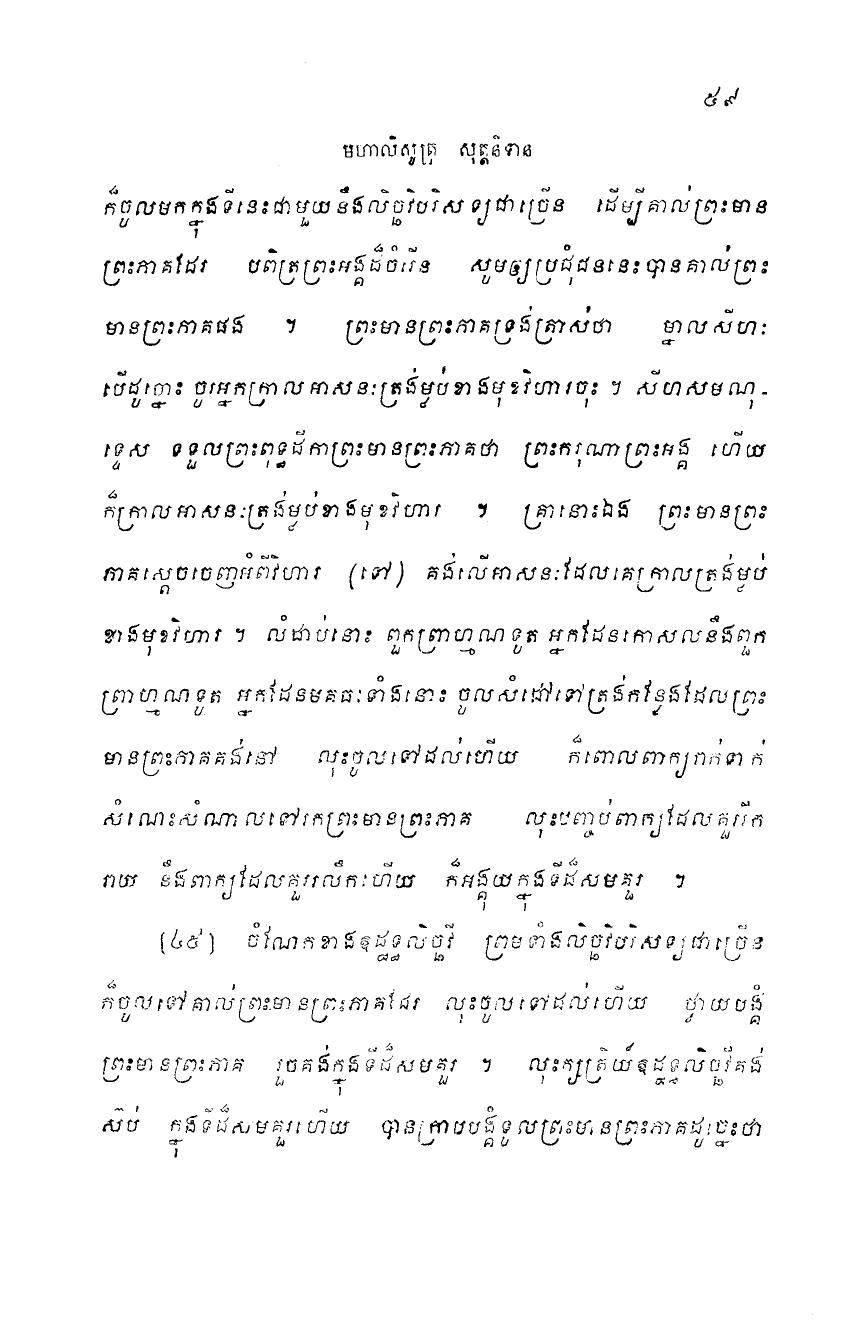 ៥៩
មហាលិសូត្រ សុត្តនិទាន
ក៏ចូលមកក្នុងទីនេះជាមួយនឹងលិច្ឆវិបរិសទ្យជាច្រើន ដើម្បីគាល់ព្រះមាន
ព្រះភាគដែរ បពិត្រព្រះអង្គដ៏ចំរើន សូមឲ្យប្រជុំជននេះបានគាល់ព្រះ
មានព្រះភាគផង ។ ព្រះមានព្រះភាគទ្រង់ត្រាស់ថា ម្នាលសីហៈ
បើដូច្នោះ ចូរអ្នកក្រាលអាសនៈត្រង់ម្លប់ខាងមុខវិហារចុះ ។ សីហសមណុ-
ទ្ទេស ទទួលព្រះពុទ្ធដីកាព្រះមានព្រះភាគថា ព្រះករុណាព្រះអង្គ ហើយ
ក៏ក្រាលអាសនៈត្រង់ម្លប់ខាងមុខវិហារ ។ គ្រានោះឯង ព្រះមានព្រះ
ភាគស្តេចចេញអំពីវិហារ (ទៅ) គង់លើអាសនៈដែលគេក្រាលត្រង់ម្លប់
ខាងមុខវិហារ ។ លំដាប់នោះ ពួកព្រាហ្មណទូត អ្នកដែនកោសលនឹងពួក
ព្រាហ្មណទូត អ្នកដែនមគធៈទាំងនោះ ចូលសំដៅទៅត្រង់កន្លែងដែលព្រះ
មានព្រះភាគគង់នៅ លុះចូលទៅដល់ហើយ ក៏ពោលពាក្យរាក់ទាក់
សំណេះសំណាលទៅរកព្រះមានព្រះភាគ លុះបញ្ចប់ពាក្យដែលគួររីក
រាយ នឹងពាក្យដែលគួររលឹកហើយ ក៏អង្គុយក្នុងទីដ៏សមគួរ ។
(៤៥) ចំណែកខាងឧដ្ឋទ្ធលិច្ឆវី ព្រមទាំងលិច្ឆវិបរិសទ្យជាច្រើន
ក៏ចូលទៅគាល់ព្រះមានព្រះភាគដែរ លុះចូលទៅដល់ហើយ ថ្វាយបង្គំ
ព្រះមានព្រះភាគ រួចគង់ក្នុងទីដ៏សមគួរ ។ លុះក្សត្រិយ៍ឧដ្ឋទ្ធលិច្ឆវីគង់
ស៊ប់ ក្នុងទីដ៏សមគួរហើយ បានក្រាបបង្គំទូលព្រះមានព្រះភាគដូច្នេះថា